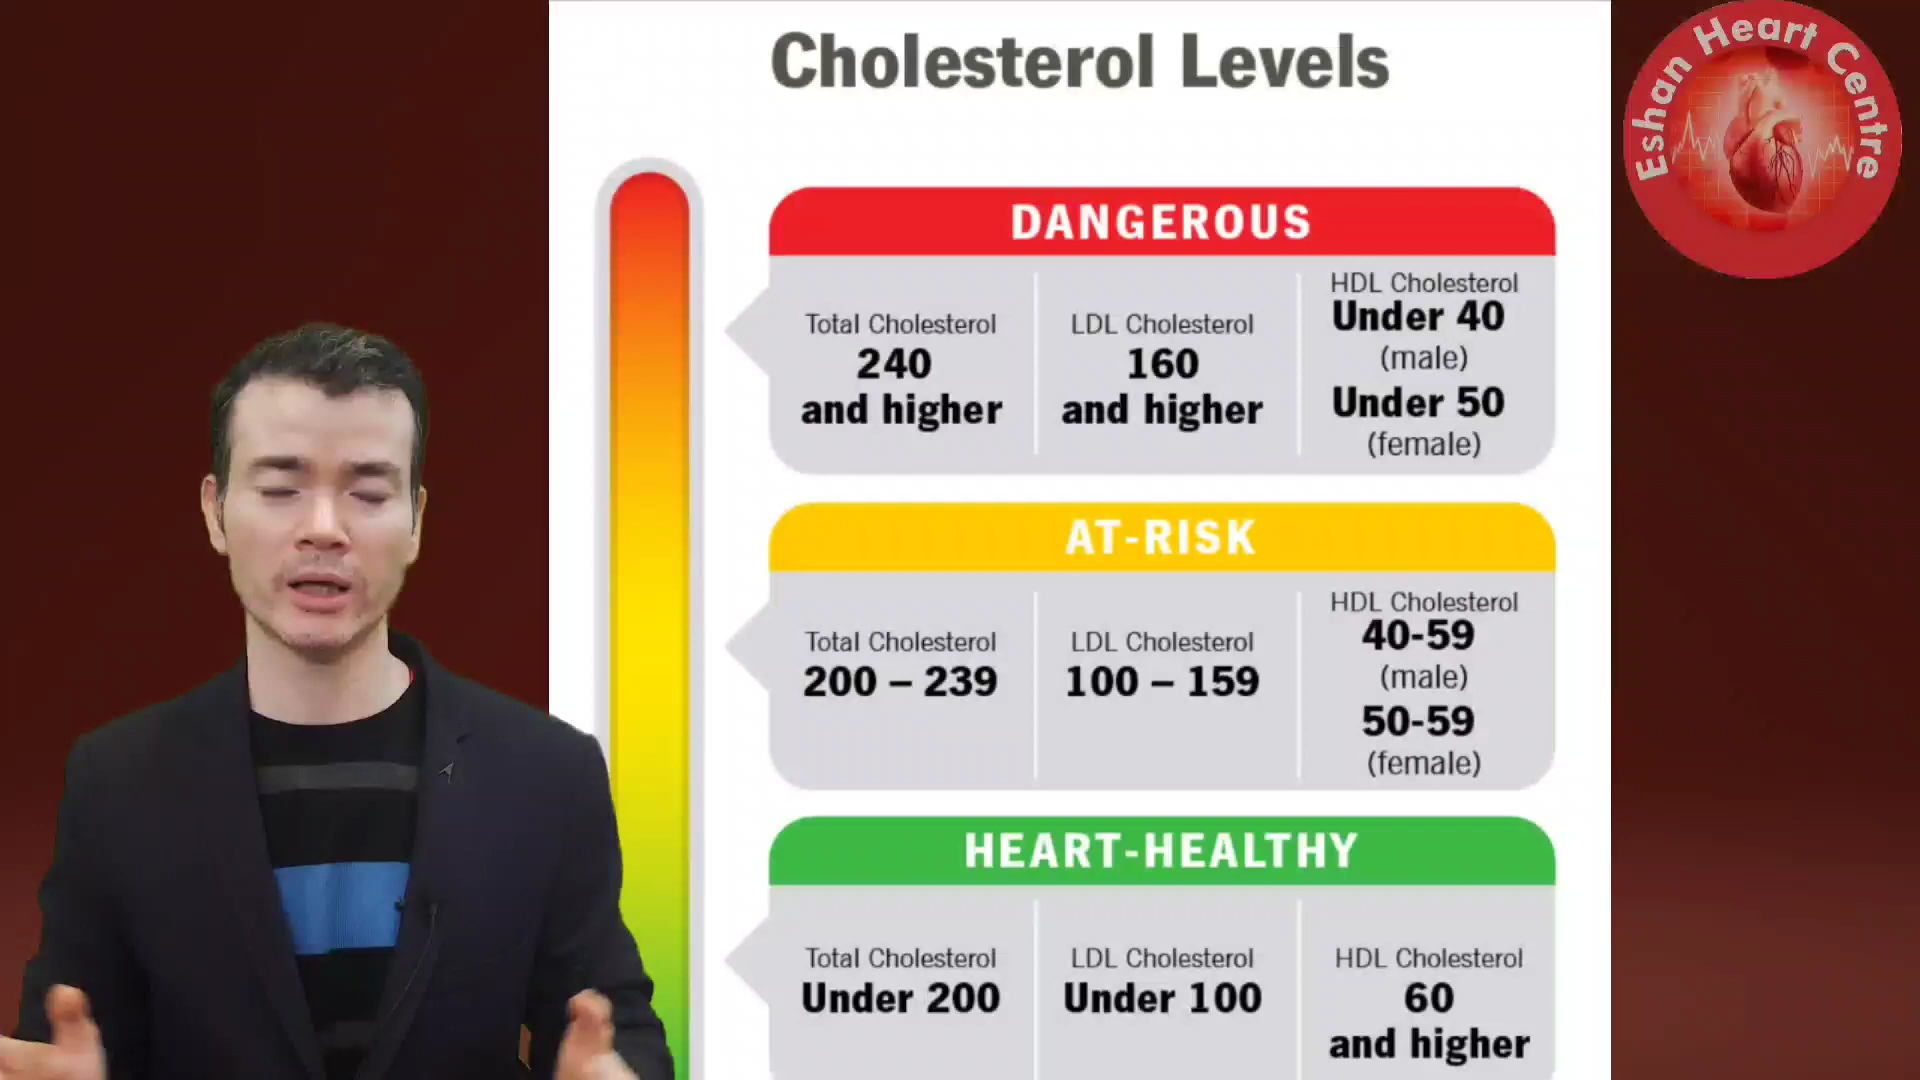 Cholesterol Levels
Eshan Heart Centre
DANGEROUS
Total Cholesterol
240
and higher
LDL Cholesterol
160
and higher
HDL Cholesterol
Under 40
(male)
Under 50
(female)
AT-RISK
Total Cholesterol
200 – 239
LDL Cholesterol
100 – 159
HDL Cholesterol
40-59
(male)
50-59
(female)
HEART-HEALTHY
Total Cholesterol
Under 200
LDL Cholesterol
Under 100
HDL Cholesterol
60
and higher